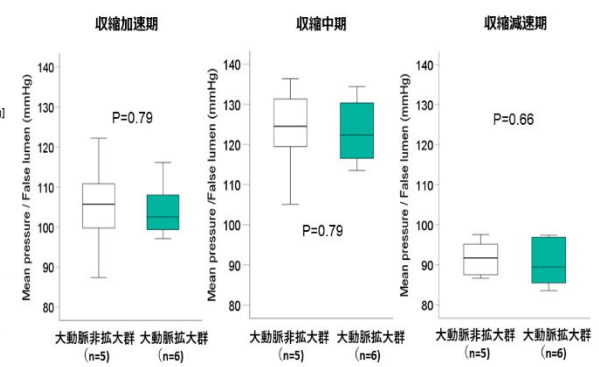 収縮加速期
Mean pressure / False lumen (mmHg)
140
130
120
110
100
90
80
P=0.79
大動脈非拡大群 大動脈拡大群
(n=5) (n=6)
収縮中期
Mean pressure /False lumen (mmHg)
140
130
120
110
100
90
80
P=0.79
大動脈非拡大群 大動脈拡大群
(n=5) (n=6)
収縮減速期
Mean pressure / False lumen (mmHg)
140
130
120
110
100
90
80
P=0.66
大動脈非拡大群 大動脈拡大群
(n=5) (n=6)